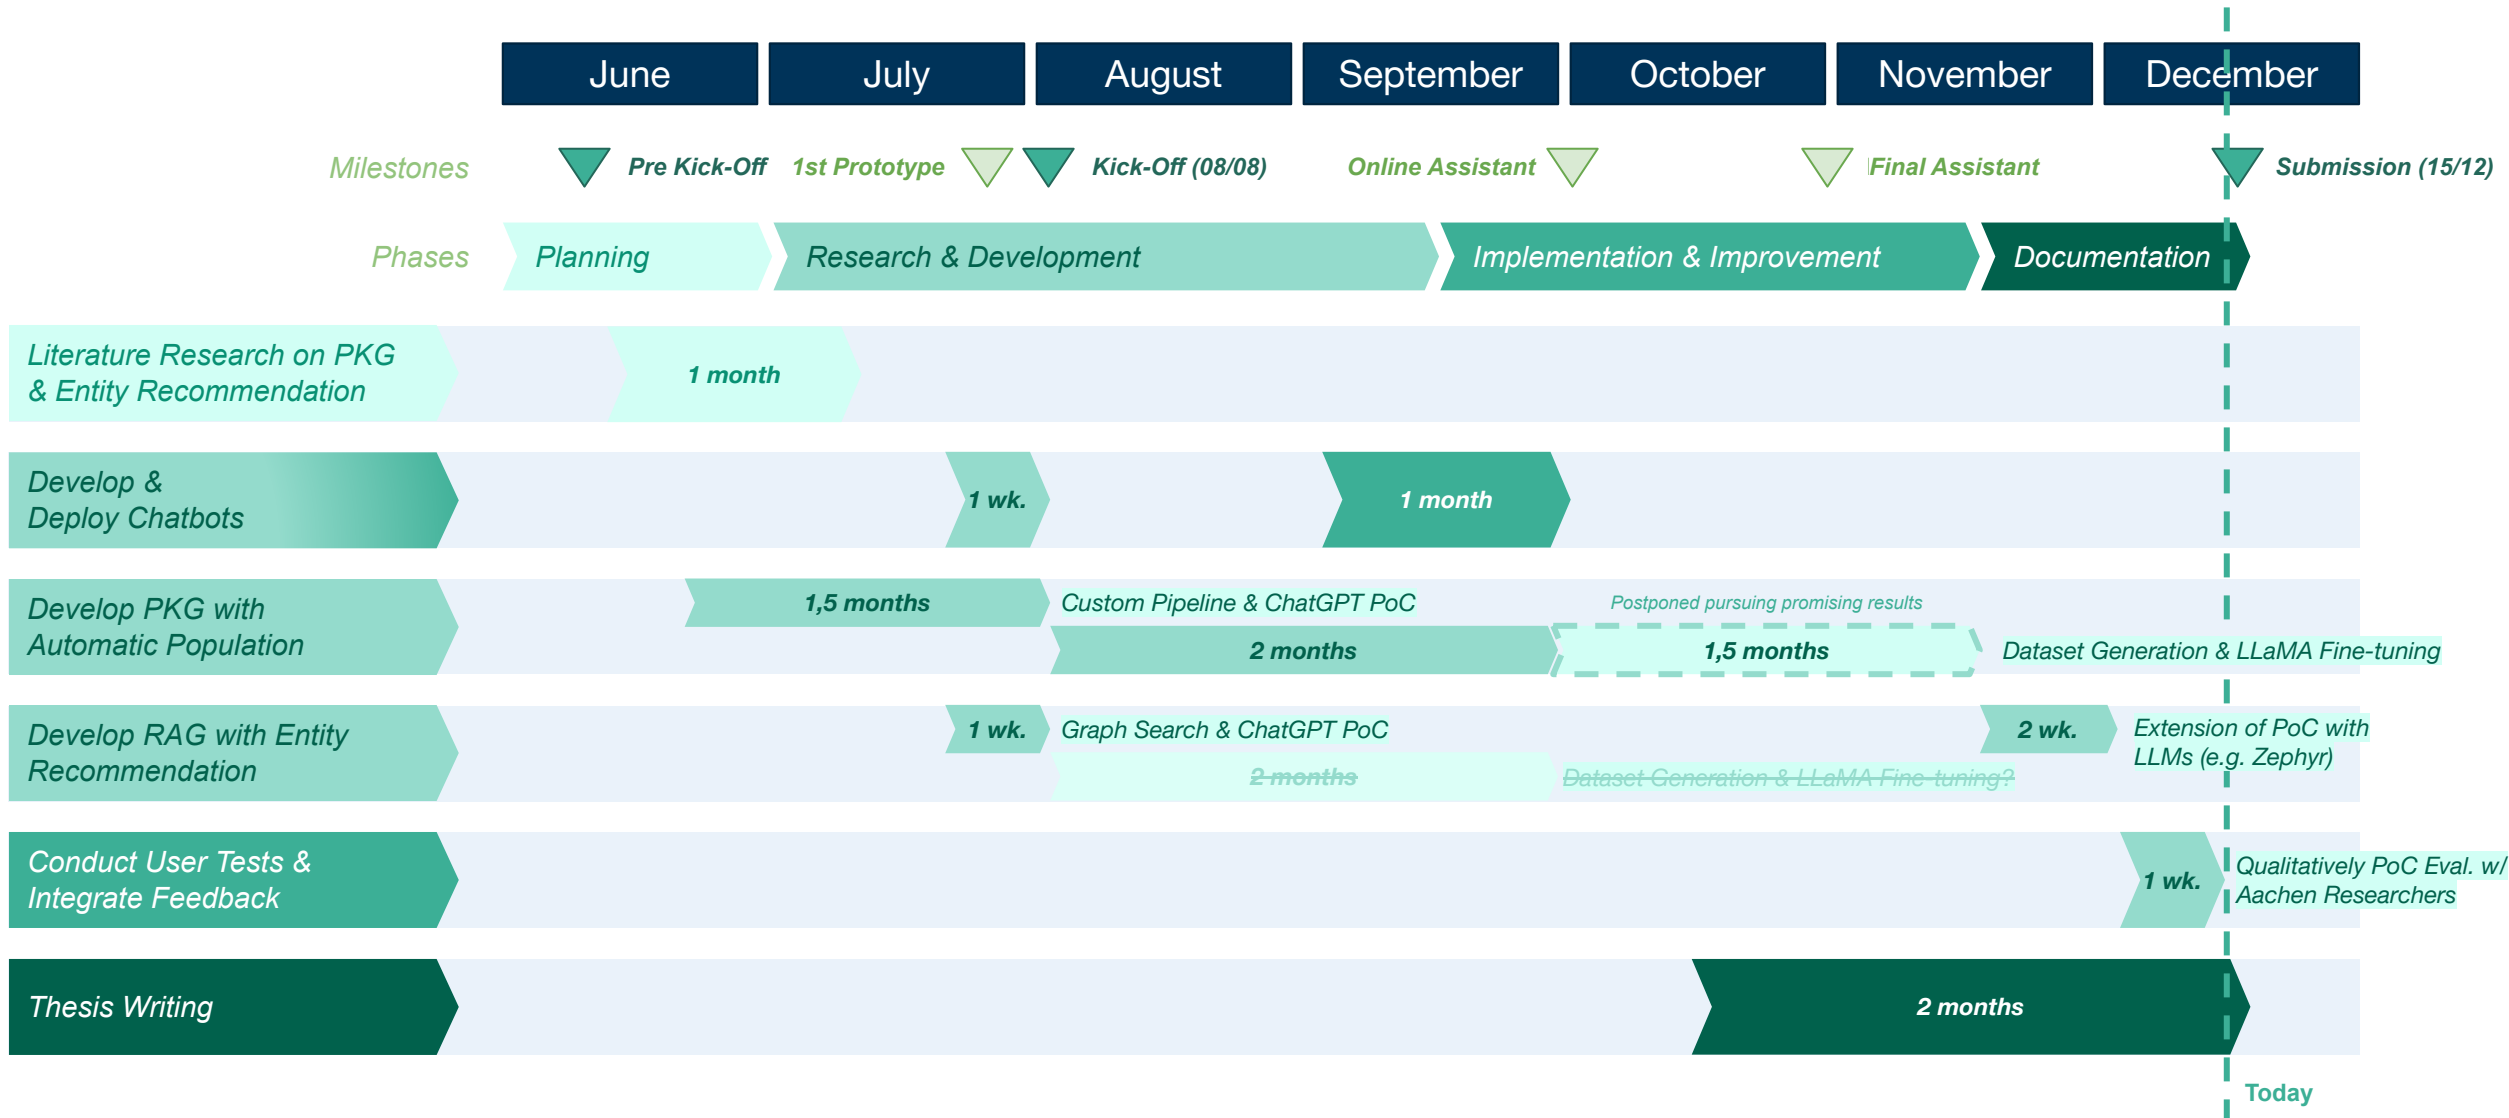 June July August September October November December
Milestones Pre Kick-Off 1st Prototype Kick-Off (08/08) Online Assistant Final Assistant Submission (15/12)
Phases Planning Research & Development Implementation & Improvement Documentation
Literature Research on PKG
& Entity Recommendation
1 month
Develop &
Deploy Chatbots
1 wk.
1 month
Develop PKG with
Automatic Population
1,5 months
Custom Pipeline & ChatGPT PoC
Postponed pursuing promising results
2 months
1,5 months
Dataset Generation & LLaMA Fine-tuning
Develop RAG with Entity
Recommendation
1 wk.
Graph Search & ChatGPT PoC
2 wk.
Extension of PoC with
LLMs (e.g. Zephyr)
2 months
Dataset Generation & LLaMA Fine-tuning?
Conduct User Tests &
Integrate Feedback
1 wk.
Qualitatively PoC Eval. w/
Aachen Researchers
Thesis Writing
2 months
Today